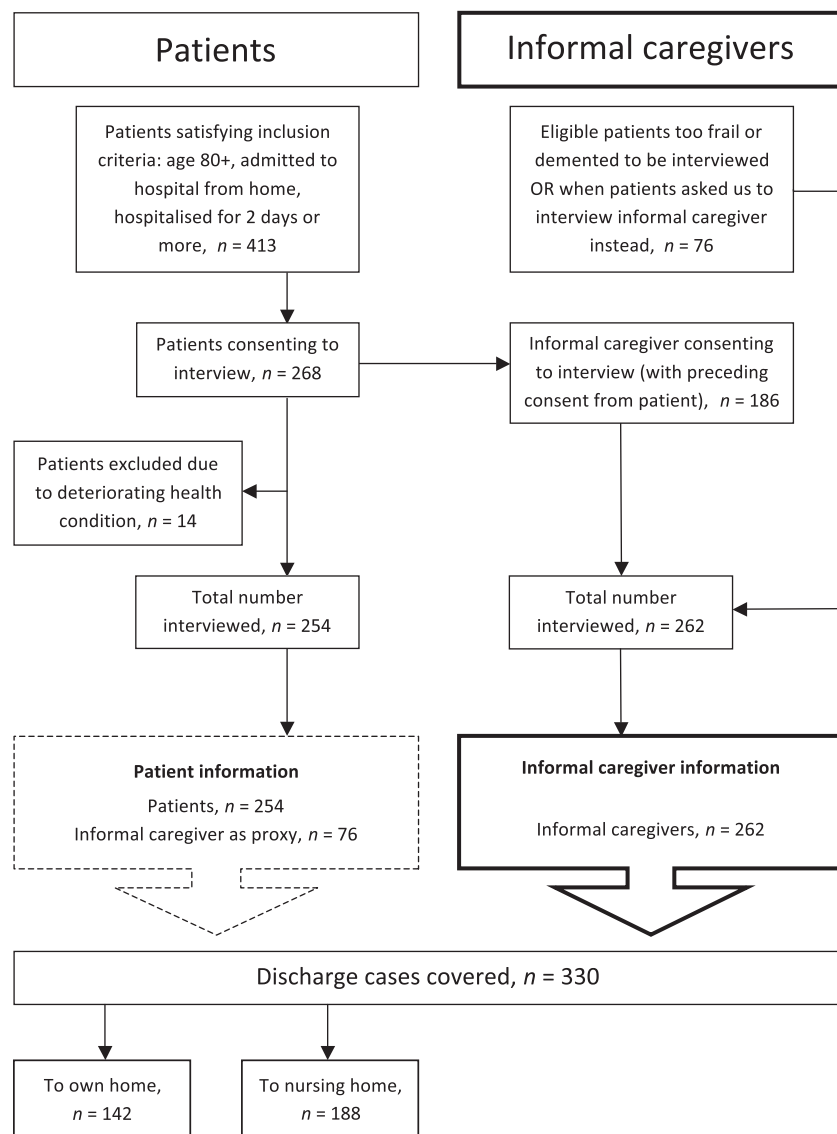 Patients
Informal caregivers
Patients satisfying inclusion
criteria: age 80+, admitted to
hospital from home,
hospitalised for 2 days or
more, n = 413
Eligible patients too frail or
demented to be interviewed
OR when patients asked us to
interview informal caregiver
instead, n = 76
Patients consenting to
interview, n = 268
Informal caregiver consenting
to interview (with preceding
consent from patient), n = 186
Patients excluded due
to deteriorating health
condition, n = 14
Total number
interviewed, n = 254
Total number
interviewed, n = 262
Patient information
Patients, n = 254
Informal caregiver as proxy, n = 76
Informal caregiver information
Informal caregivers, n = 262
Discharge cases covered, n = 330
To own home,
n = 142
To nursing home,
n = 188